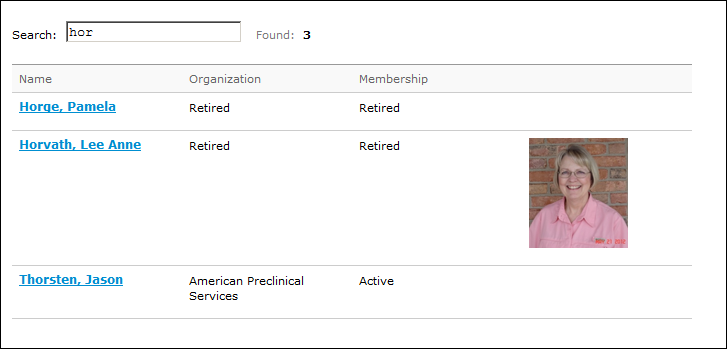 Search: hor Found: 3
Name Organization Membership
Horge, Pamela Retired Retired
Horvath, Lee Anne Retired Retired
Thorsten, Jason American Preclinical Active
Services